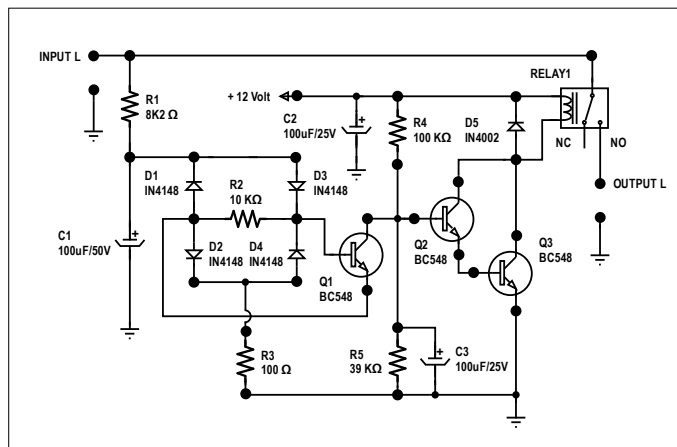 INPUT L
RELAY1
+ 12 Volt
R1
8K2 Ω
C2
100uF/25V
R4
100 KΩ
D5
IN4002
NC
NO
D1
IN4148
R2
10 KΩ
D3
IN4148
OUTPUT L
C1
100uF/50V
D2
IN4148
D4
IN4148
Q1
BC548
Q2
BC548
Q3
BC548
R3
100 Ω
R5
39 KΩ
C3
100uF/25V
+
+
+